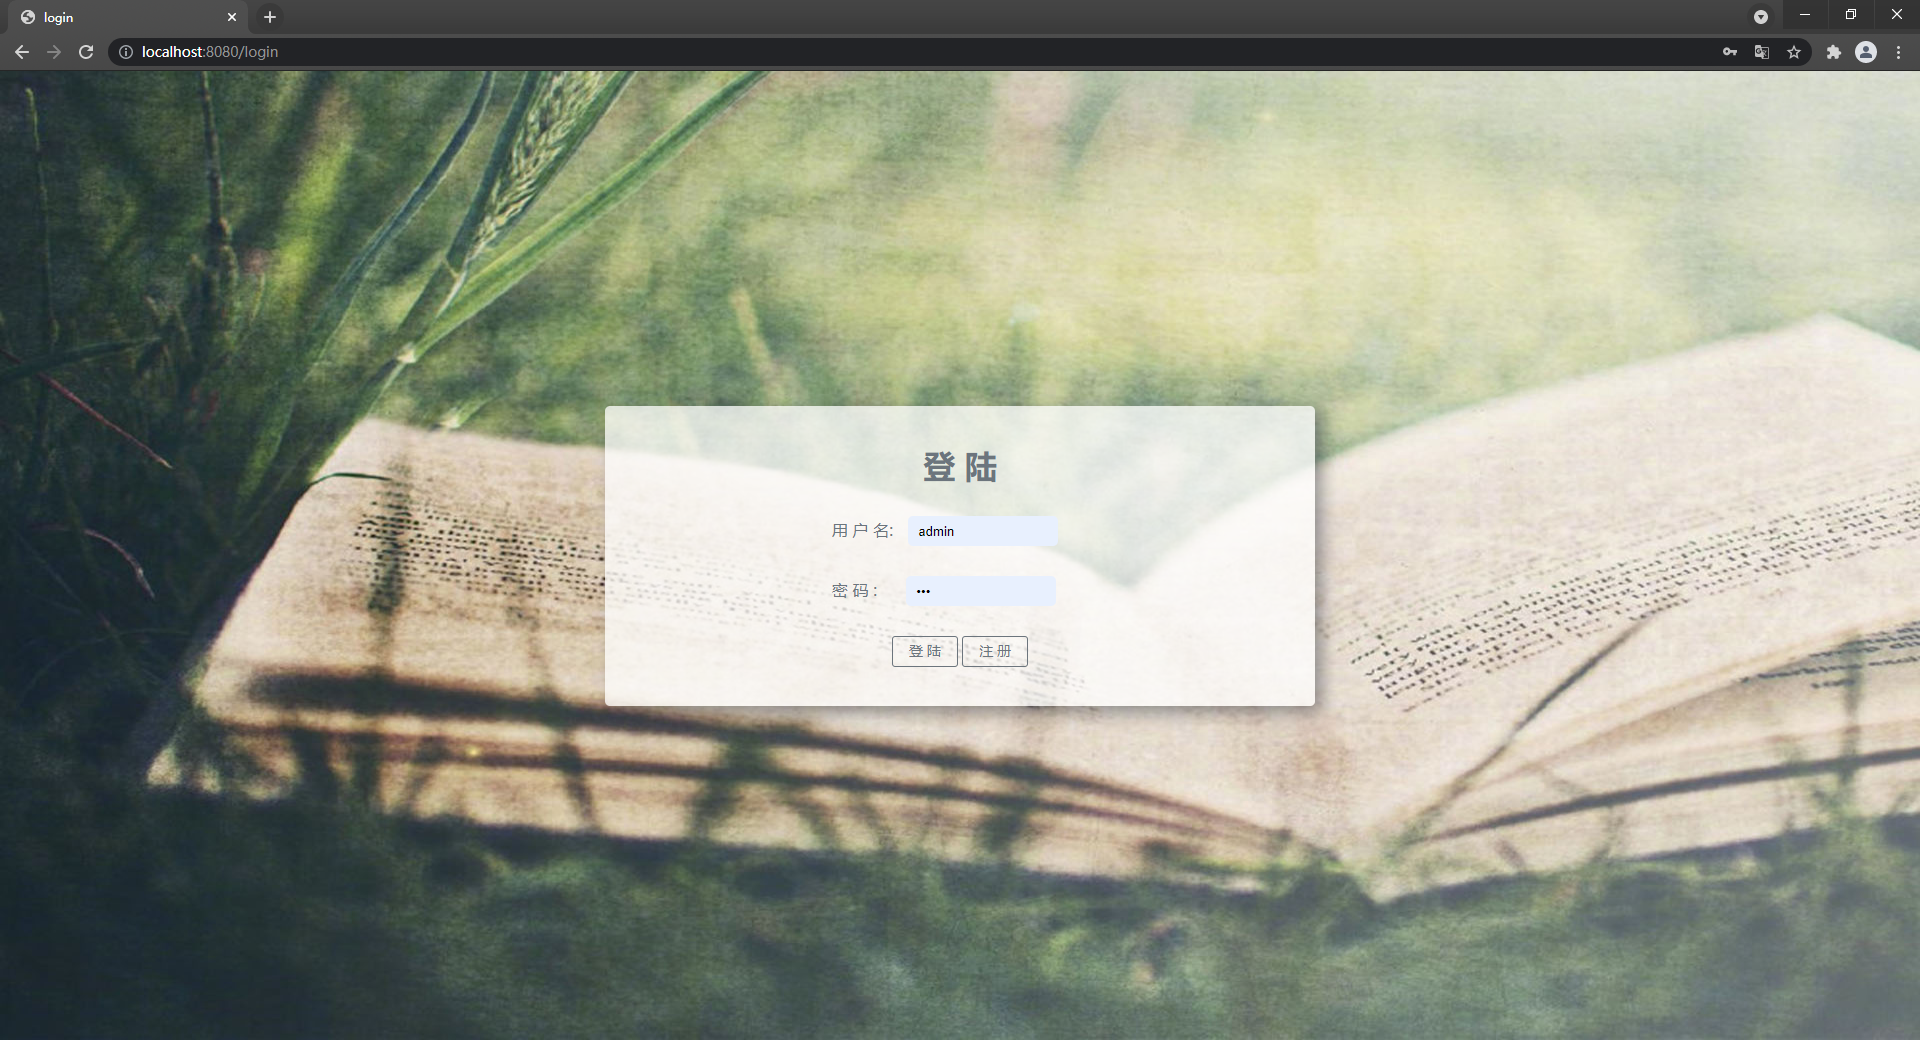 login
localhost:8080/login
登 陆
用 户 名: admin
密 码 : •••
登 陆 注 册